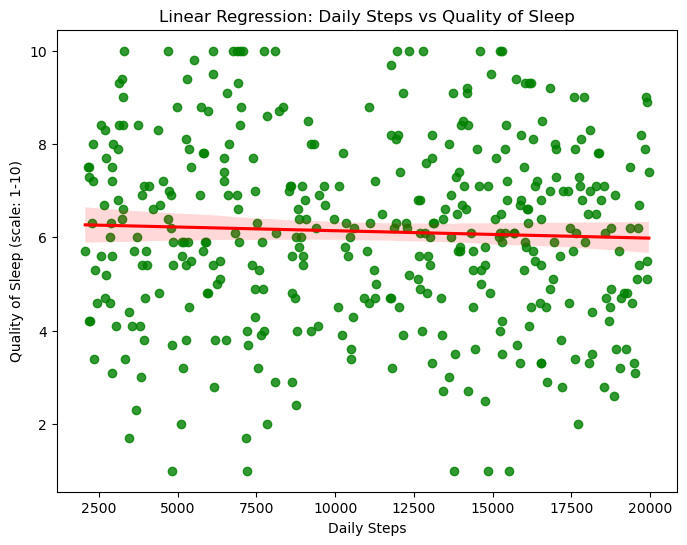 Linear Regression: Daily Steps vs Quality of Sleep
Quality of Sleep (scale: 1-10)
10
8
6
4
2
2500 5000 7500 10000 12500 15000 17500 20000
Daily Steps